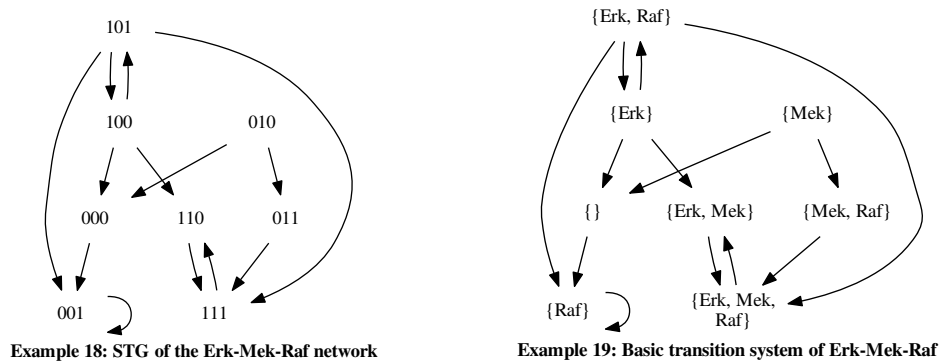 101
100
010
000
110
011
001
111
Example 18: STG of the Erk-Mek-Raf network
{Erk, Raf}
{Erk}
{Mek}
{}
{Erk, Mek}
{Mek, Raf}
{Raf}
{Erk, Mek,
Raf}
Example 19: Basic transition system of Erk-Mek-Raf